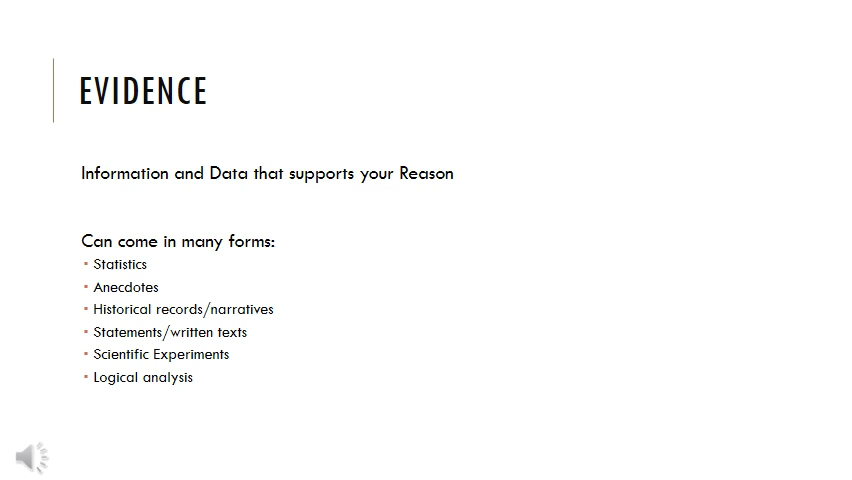 EVIDENCE
Information and Data that supports your Reason
Can come in many forms:
▪ Statistics
▪ Anecdotes
▪ Historical records/narratives
▪ Statements/written texts
▪ Scientific Experiments
▪ Logical analysis